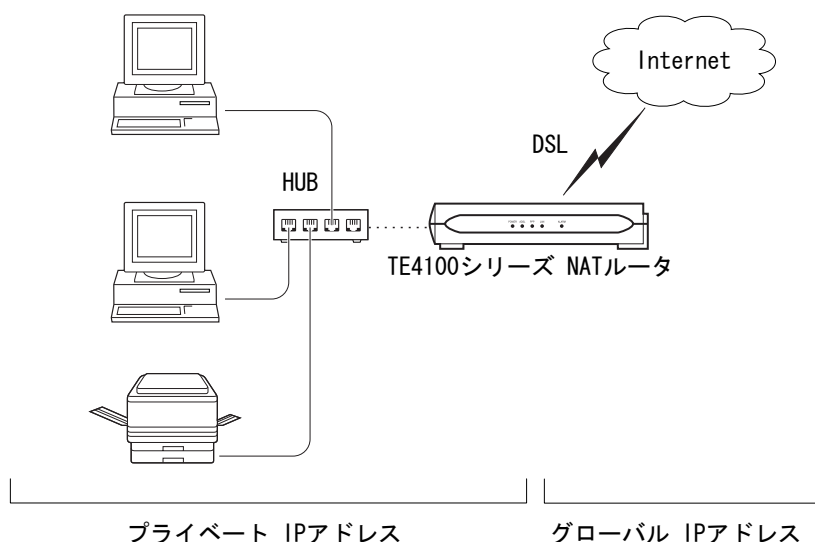 Internet
DSL
HUB
TE4100シリーズ NATルータ
プライベート IPアドレス
グローバル IPアドレス